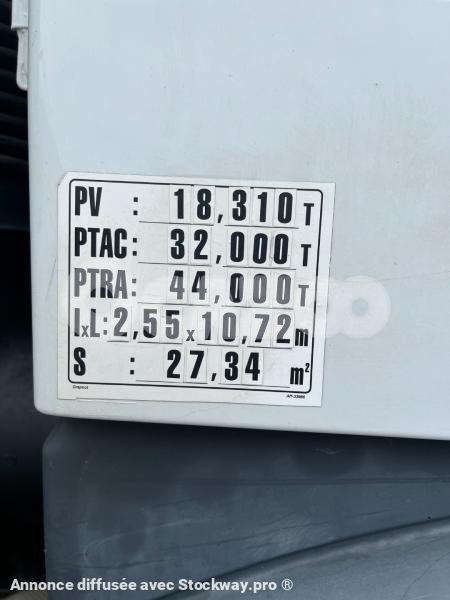 PV : 18,310 T
PTAC: 32,000 T
PTRA: 44,000 T
lxL: 2,55 x 10,72 m
S : 27,34 m²
Annonce diffusée avec Stockway.pro ®